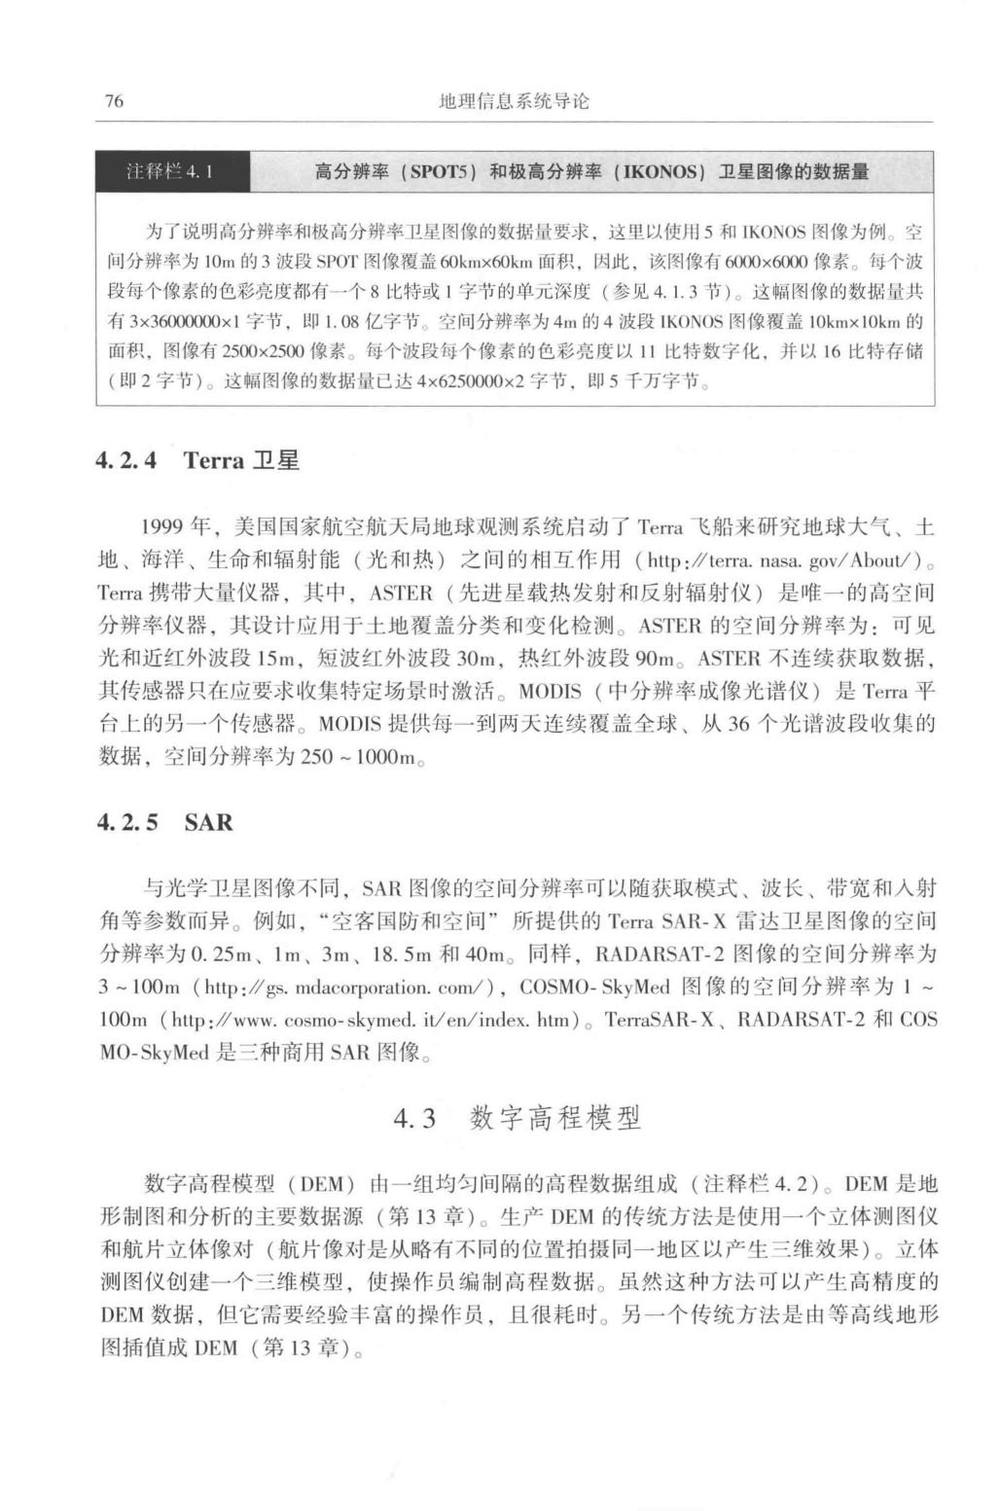 76
地理信息系统导论
注释栏 4. 1
高分辨率（SPOT5）和极高分辨率（IKONOS）卫星图像的数据量
为了说明高分辨率和极高分辨率卫星图像的数据量要求，这里以使用 5 和 IKONOS 图像为例。空
间分辨率为 10m 的 3 波段 SPOT 图像覆盖 60km×60km 面积，因此，该图像有 6000×6000 像素。每个波
段每个像素的色彩亮度都有一个 8 比特或 1 字节的单元深度（参见 4. 1. 3 节）。这幅图像的数据量共
有 3×36000000×1 字节，即 1. 08 亿字节。空间分辨率为 4m 的 4 波段 IKONOS 图像覆盖 10km×10km 的
面积，图像有 2500×2500 像素。每个波段每个像素的色彩亮度以 11 比特数字化，并以 16 比特存储
（即 2 字节）。这幅图像的数据量已达 4×6250000×2 字节，即 5 千万字节。
4. 2. 4 Terra 卫星
1999 年，美国国家航空航天局地球观测系统启动了 Terra 飞船来研究地球大气、土
地、海洋、生命和辐射能（光和热）之间的相互作用（http：//terra. nasa. gov/About/）。
Terra 携带大量仪器，其中，ASTER（先进星载热发射和反射辐射仪）是唯一的高空间
分辨率仪器，其设计应用于土地覆盖分类和变化检测。ASTER 的空间分辨率为：可见
光和近红外波段 15m，短波红外波段 30m，热红外波段 90m。ASTER 不连续获取数据，
其传感器只在应要求收集特定场景时激活。MODIS（中分辨率成像光谱仪）是 Terra 平
台上的另一个传感器。MODIS 提供每一到两天连续覆盖全球、从 36 个光谱波段收集的
数据，空间分辨率为 250 ~ 1000m。
4. 2. 5 SAR
与光学卫星图像不同，SAR 图像的空间分辨率可以随获取模式、波长、带宽和入射
角等参数而异。例如，“空客国防和空间”所提供的 Terra SAR- X 雷达卫星图像的空间
分辨率为 0. 25m、1m、3m、18. 5m 和 40m。同样，RADARSAT-2 图像的空间分辨率为
3 ~ 100m（http：//gs. mdacorporation. com/），COSMO- SkyMed 图像的空间分辨率为 1 ~
100m（http：//www. cosmo- skymed. it/en/index. htm）。TerraSAR- X、RADARSAT-2 和 COS
MO- SkyMed 是三种商用 SAR 图像。
4. 3 数字高程模型
数字高程模型（DEM）由一组均匀间隔的高程数据组成（注释栏 4. 2）。DEM 是地
形制图和分析的主要数据源（第 13 章）。生产 DEM 的传统方法是使用一个立体测图仪
和航片立体像对（航片像对是从略有不同的位置拍摄同一地区以产生三维效果）。立体
测图仪创建一个三维模型，使操作员编制高程数据。虽然这种方法可以产生高精度的
DEM 数据，但它需要经验丰富的操作员，且很耗时。另一个传统方法是由等高线地形
图插值成 DEM（第 13 章）。